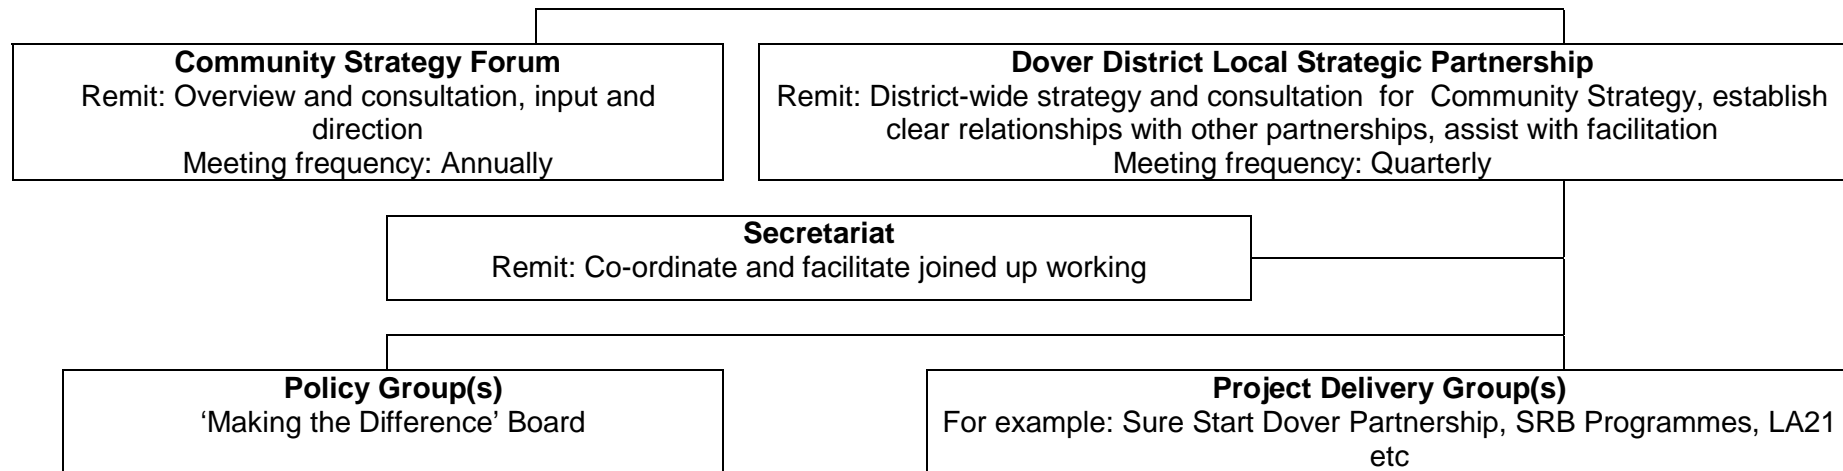 Community Strategy Forum
Remit: Overview and consultation, input and
direction
Meeting frequency: Annually
Dover District Local Strategic Partnership
Remit: District-wide strategy and consultation for Community Strategy, establish
clear relationships with other partnerships, assist with facilitation
Meeting frequency: Quarterly
Secretariat
Remit: Co-ordinate and facilitate joined up working
Policy Group(s)
‘Making the Difference’ Board
Project Delivery Group(s)
For example: Sure Start Dover Partnership, SRB Programmes, LA21
etc